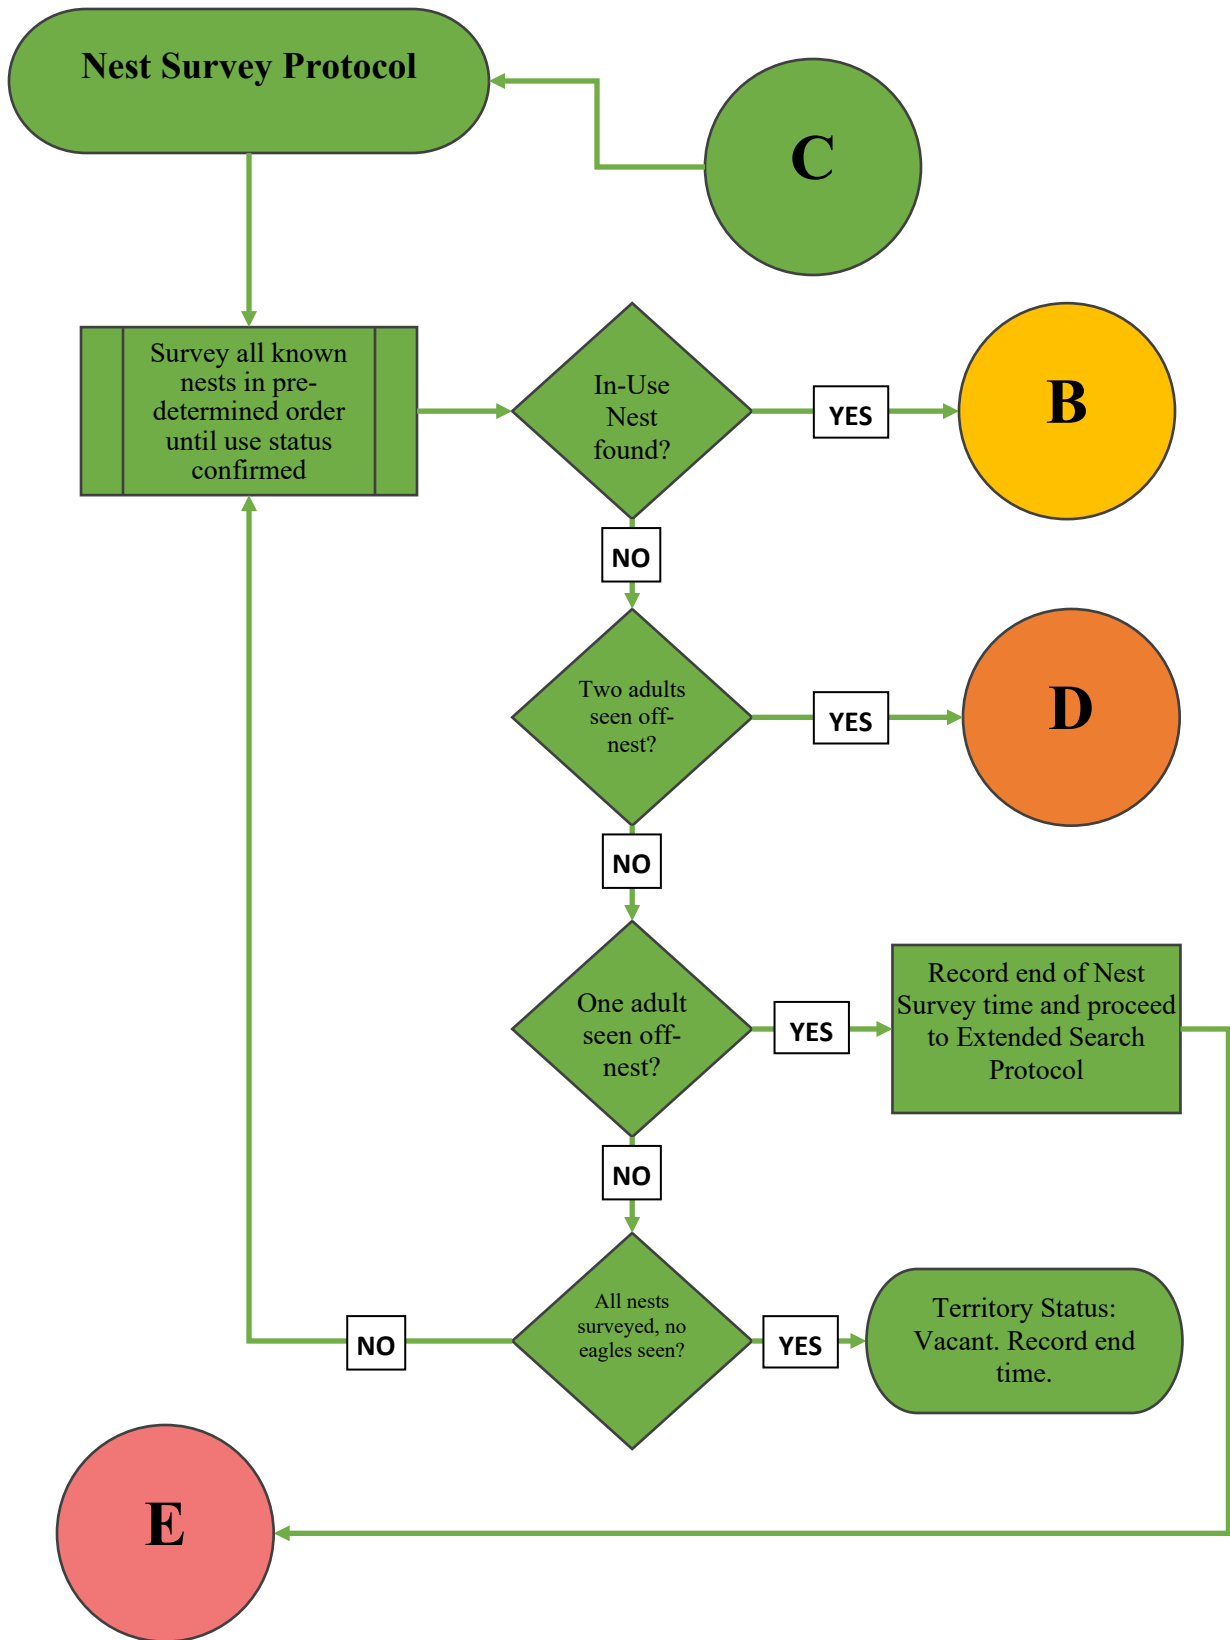 Nest Survey Protocol
C
Survey all known
nests in pre-
determined order
until use status
confirmed
In-Use
Nest
found?
YES
B
NO
Two adults
seen off-
nest?
YES
D
NO
One adult
seen off-
nest?
YES
Record end of Nest
Survey time and proceed
to Extended Search
Protocol
NO
All nests
surveyed, no
eagles seen?
NO
YES
Territory Status:
Vacant. Record end
time.
E